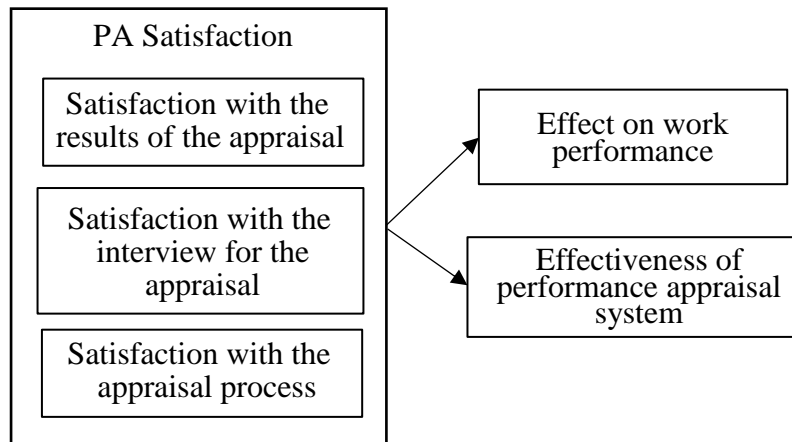 PA Satisfaction
Satisfaction with the
results of the appraisal
Satisfaction with the
interview for the
appraisal
Satisfaction with the
appraisal process
Effect on work
performance
Effectiveness of
performance appraisal
system